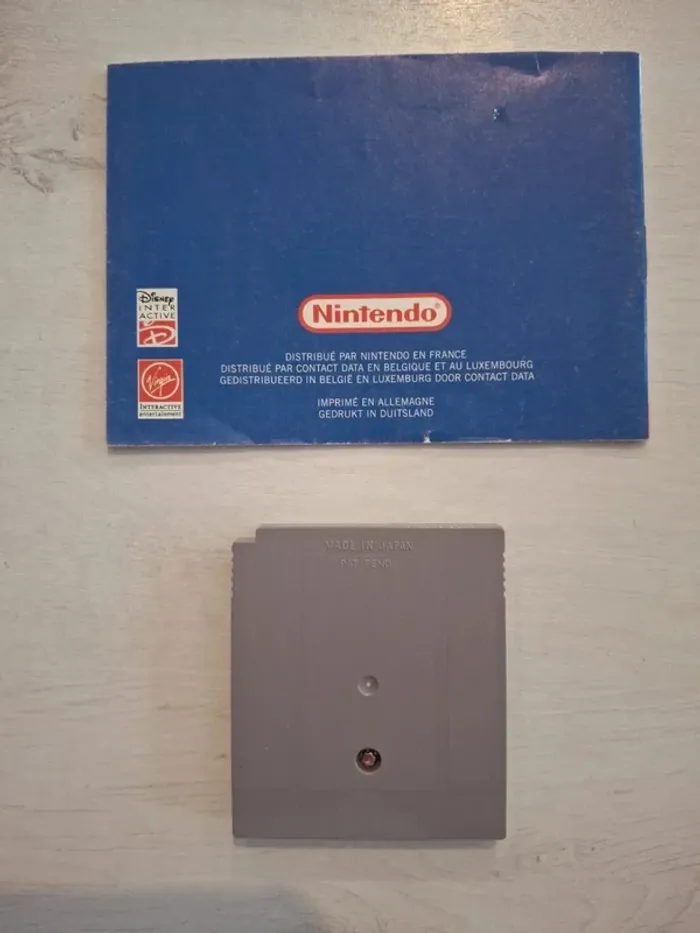 Disney
INTER
ACTIVE
Nintendo®
Virgin
INTERACTIVE
entertainment
DISTRIBUÉ PAR NINTENDO EN FRANCE
DISTRIBUÉ PAR CONTACT DATA EN BELGIQUE ET AU LUXEMBOURG
GEDISTRIBUEERD IN BELGIË EN LUXEMBURG DOOR CONTACT DATA
IMPRIMÉ EN ALLEMAGNE
GEDRUKT IN DUITSLAND
MADE IN JAPAN
PAT. PEND.